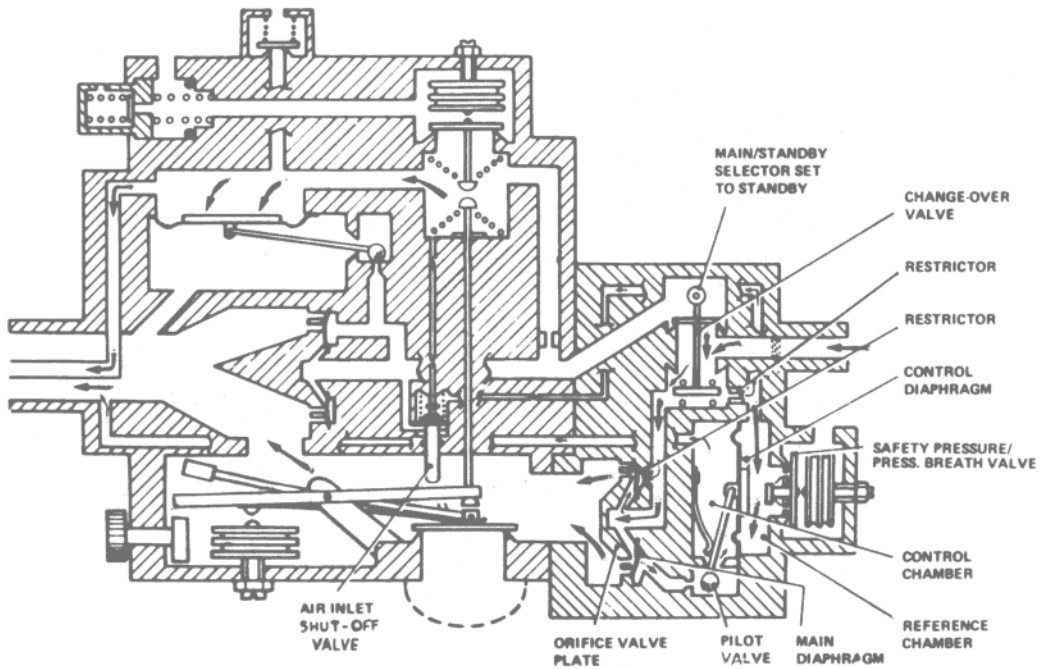 MAIN/STANDBY
SELECTOR SET
TO STANDBY
CHANGE-OVER
VALVE
RESTRICTOR
RESTRICTOR
CONTROL
DIAPHRAGM
SAFETY PRESSURE/
PRESS. BREATH VALVE
CONTROL
CHAMBER
REFERENCE
CHAMBER
AIR INLET
SHUT-OFF
VALVE
ORIFICE VALVE
PLATE
PILOT
VALVE
MAIN
DIAPHRAGM